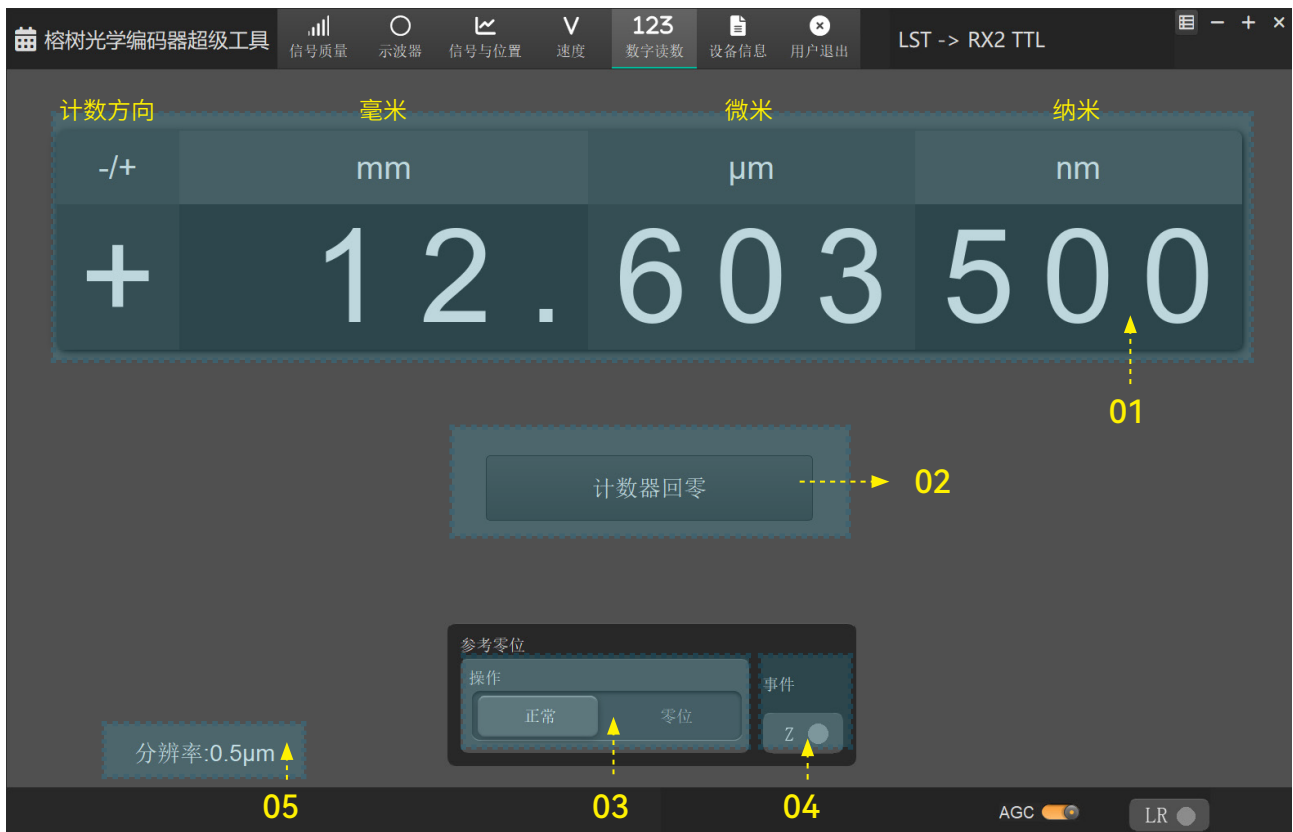 榕树光学编码器超级工具
信号质量
示波器
信号与位置
V
速度
123
数字读数
设备信息
用户退出
LST -> RX2 TTL
计数方向 毫米 微米 纳米
-/+ mm µm nm
+ 12.603500
01
计数器回零
02
参考零位
操作
正常 零位
事件
Z
分辨率:0.5µm
05 03 04
AGC
LR